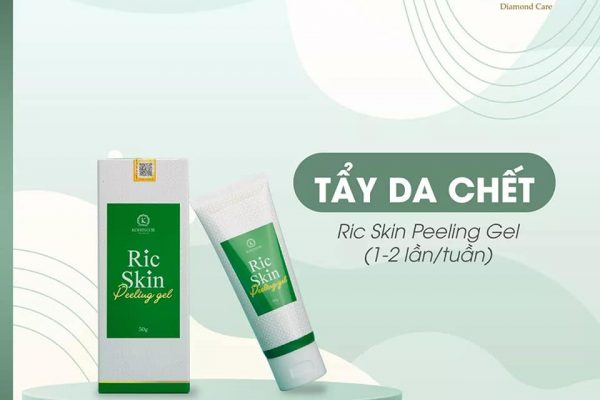 Diamond Care
TẨY DA CHẾT
Ric Skin Peeling Gel
(1-2 lần/tuần)
K
KOHINOOR
Ric
Skin
Peeling gel
50g
Ric
Skin
Peeling gel